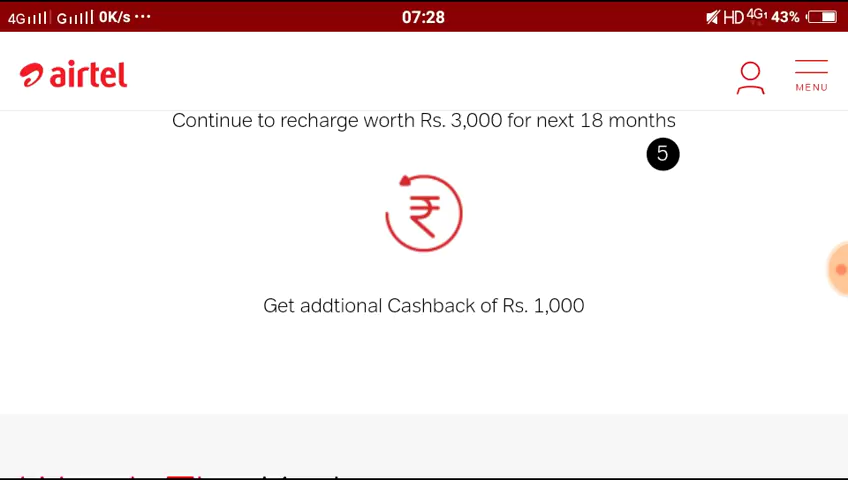 4G G 0K/s ... 07:28 HD 4G1 43%
airtel
MENU
Continue to recharge worth Rs. 3,000 for next 18 months
5
₹
Get addtional Cashback of Rs. 1,000